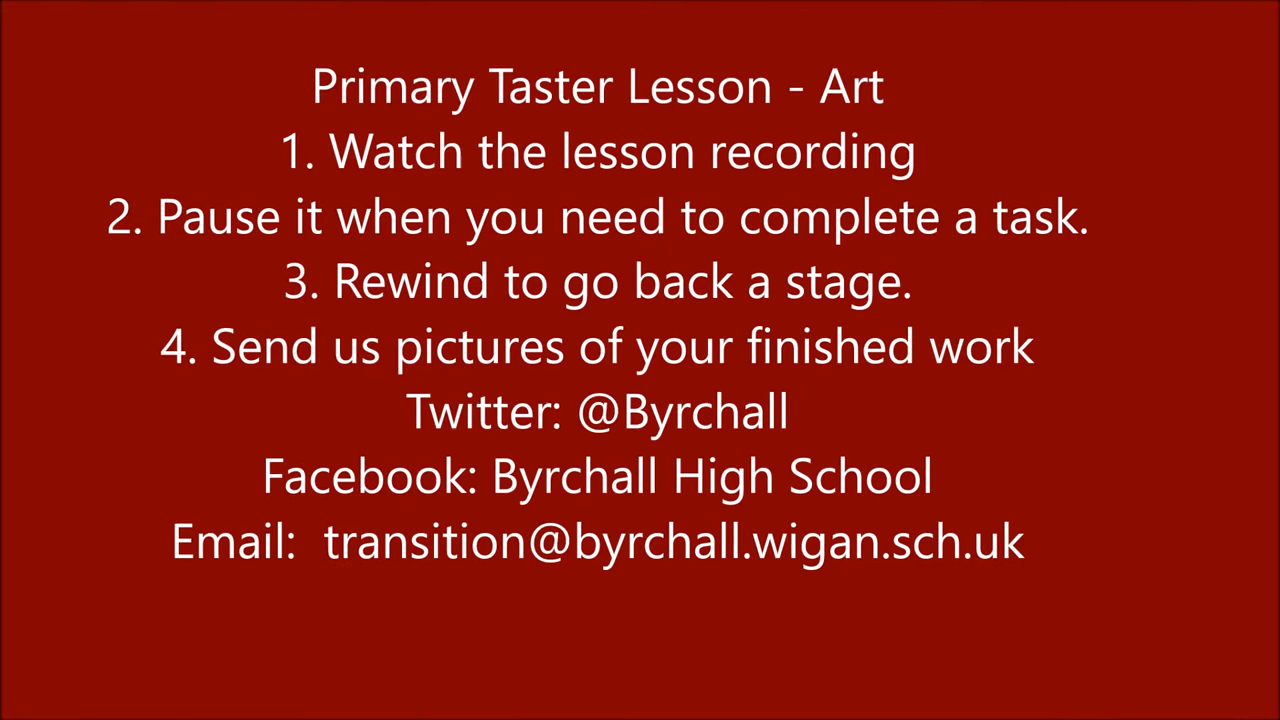 Primary Taster Lesson - Art
1. Watch the lesson recording
2. Pause it when you need to complete a task.
3. Rewind to go back a stage.
4. Send us pictures of your finished work
Twitter: @Byrchall
Facebook: Byrchall High School
Email:  transition@byrchall.wigan.sch.uk